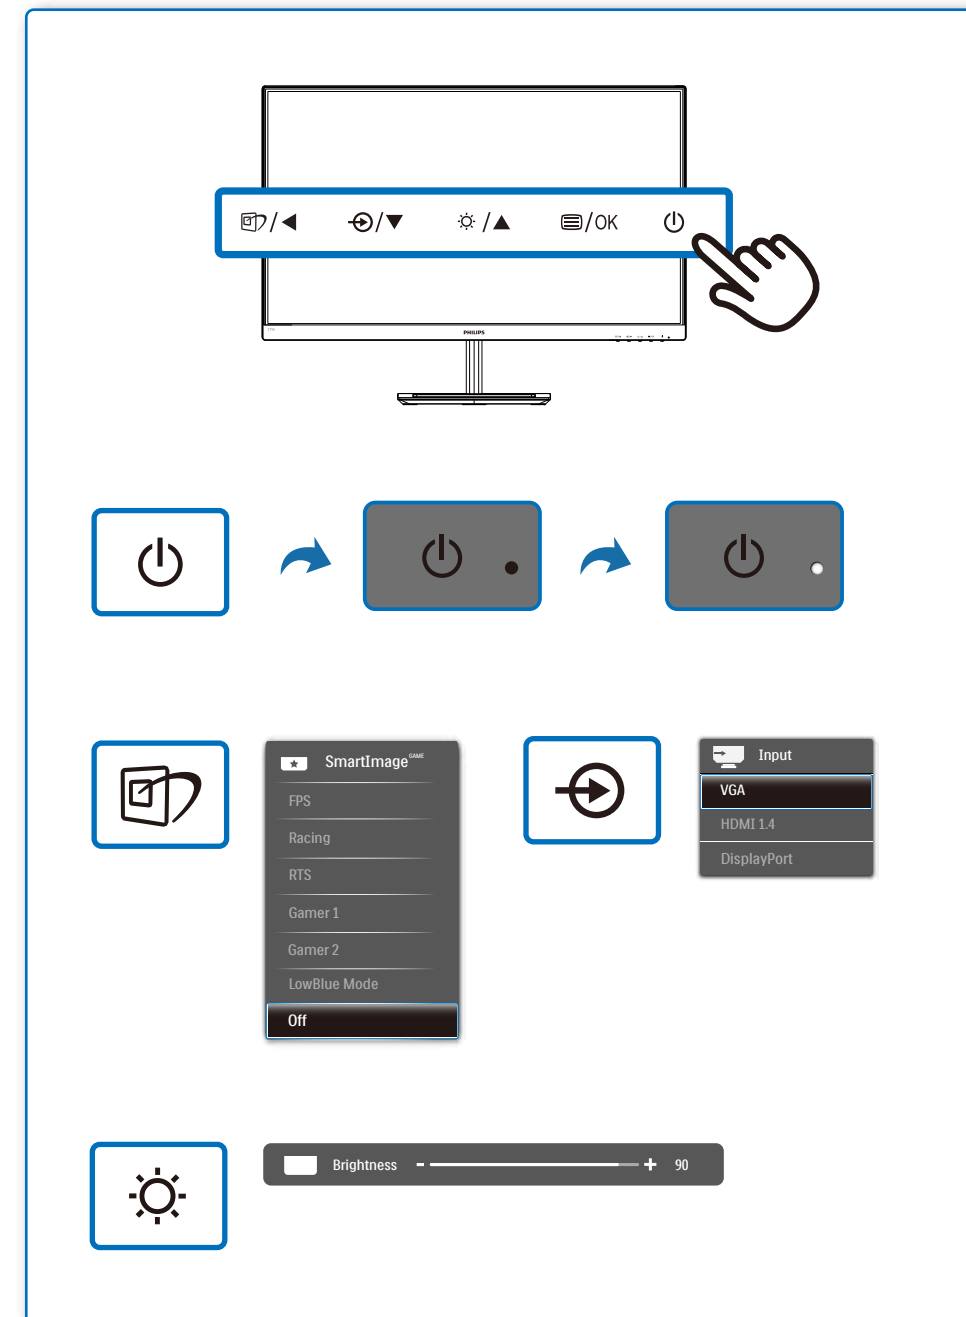 / ◀ / ▼ / ▲ /OK
PHILIPS
SmartImage GAME
FPS
Racing
RTS
Gamer 1
Gamer 2
LowBlue Mode
Off
Input
VGA
HDMI 1.4
DisplayPort
Brightness - + 90